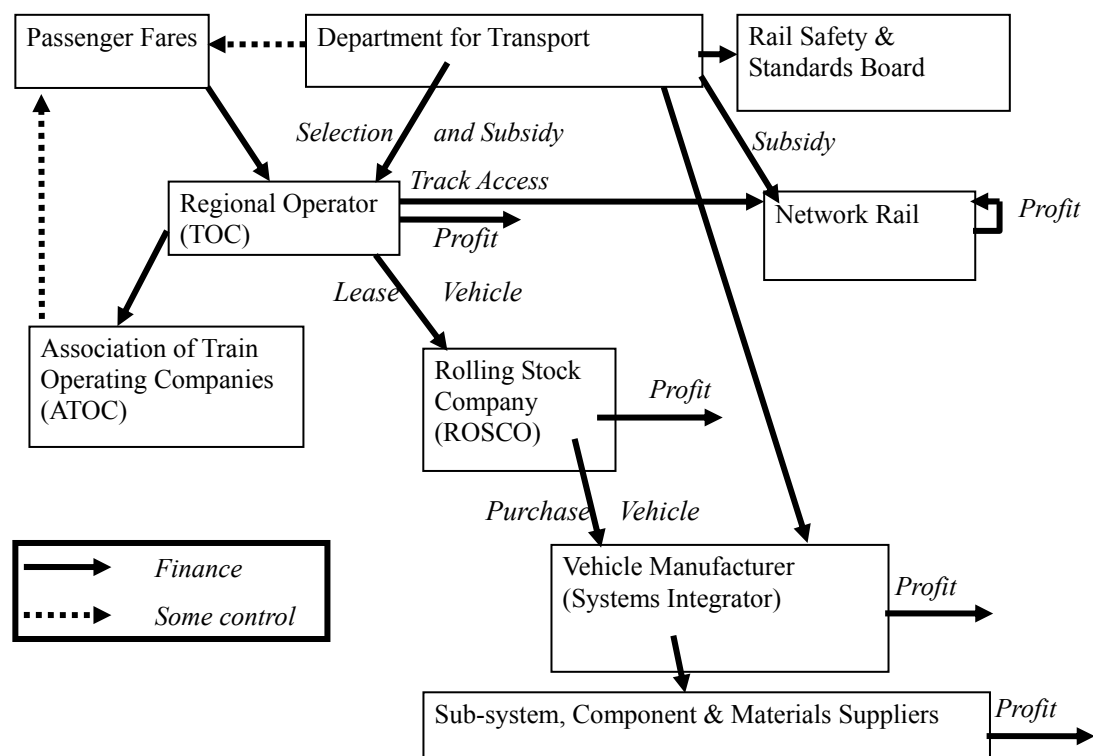 Passenger Fares
Department for Transport
Rail Safety &
Standards Board
Selection and Subsidy
Subsidy
Track Access
Regional Operator
(TOC)
Profit
Network Rail
Profit
Lease Vehicle
Association of Train
Operating Companies
(ATOC)
Rolling Stock
Company
(ROSCO)
Profit
Purchase Vehicle
Finance
Some control
Vehicle Manufacturer
(Systems Integrator)
Profit
Sub-system, Component & Materials Suppliers
Profit